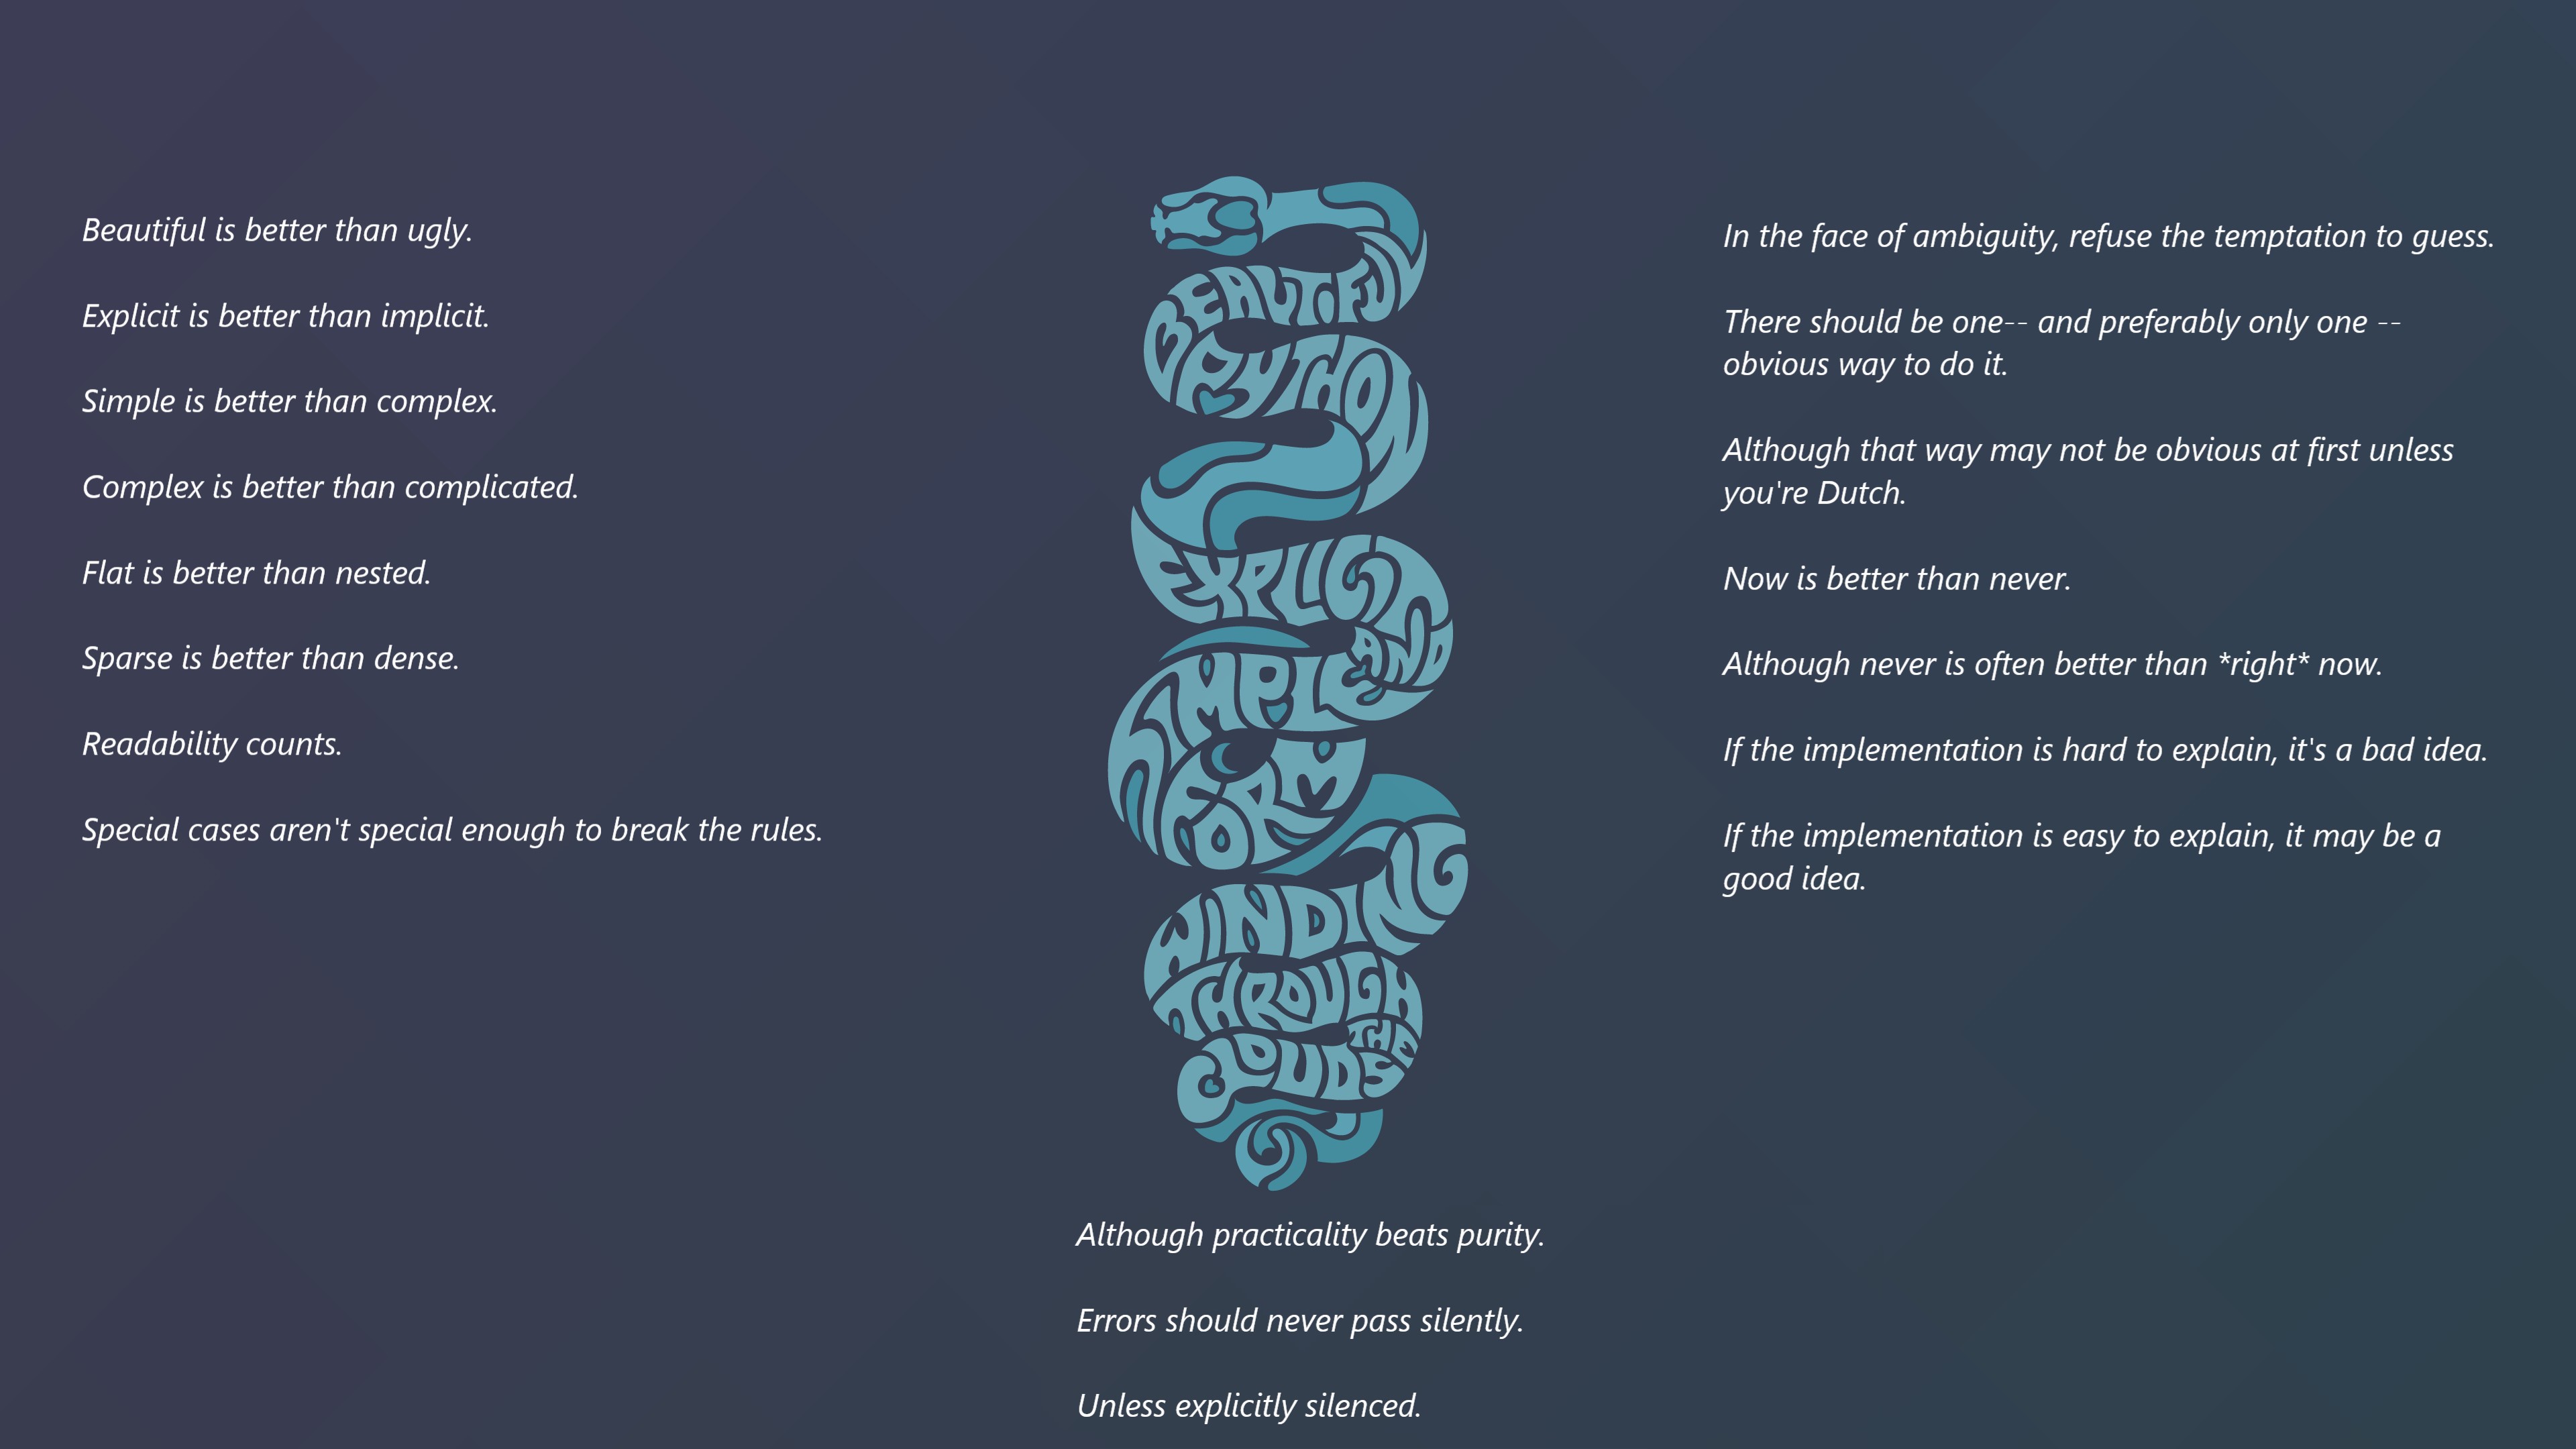 Beautiful is better than ugly.
Explicit is better than implicit.
Simple is better than complex.
Complex is better than complicated.
Flat is better than nested.
Sparse is better than dense.
Readability counts.
Special cases aren't special enough to break the rules.
BEAUTIFUL
PYTHON
EXPLICIT
AND
SIMPLE
FORM
WINDING
THROUGH
THE
CLOUDS
Although practicality beats purity.
Errors should never pass silently.
Unless explicitly silenced.
In the face of ambiguity, refuse the temptation to guess.
There should be one-- and preferably only one --
obvious way to do it.
Although that way may not be obvious at first unless
you're Dutch.
Now is better than never.
Although never is often better than *right* now.
If the implementation is hard to explain, it's a bad idea.
If the implementation is easy to explain, it may be a
good idea.